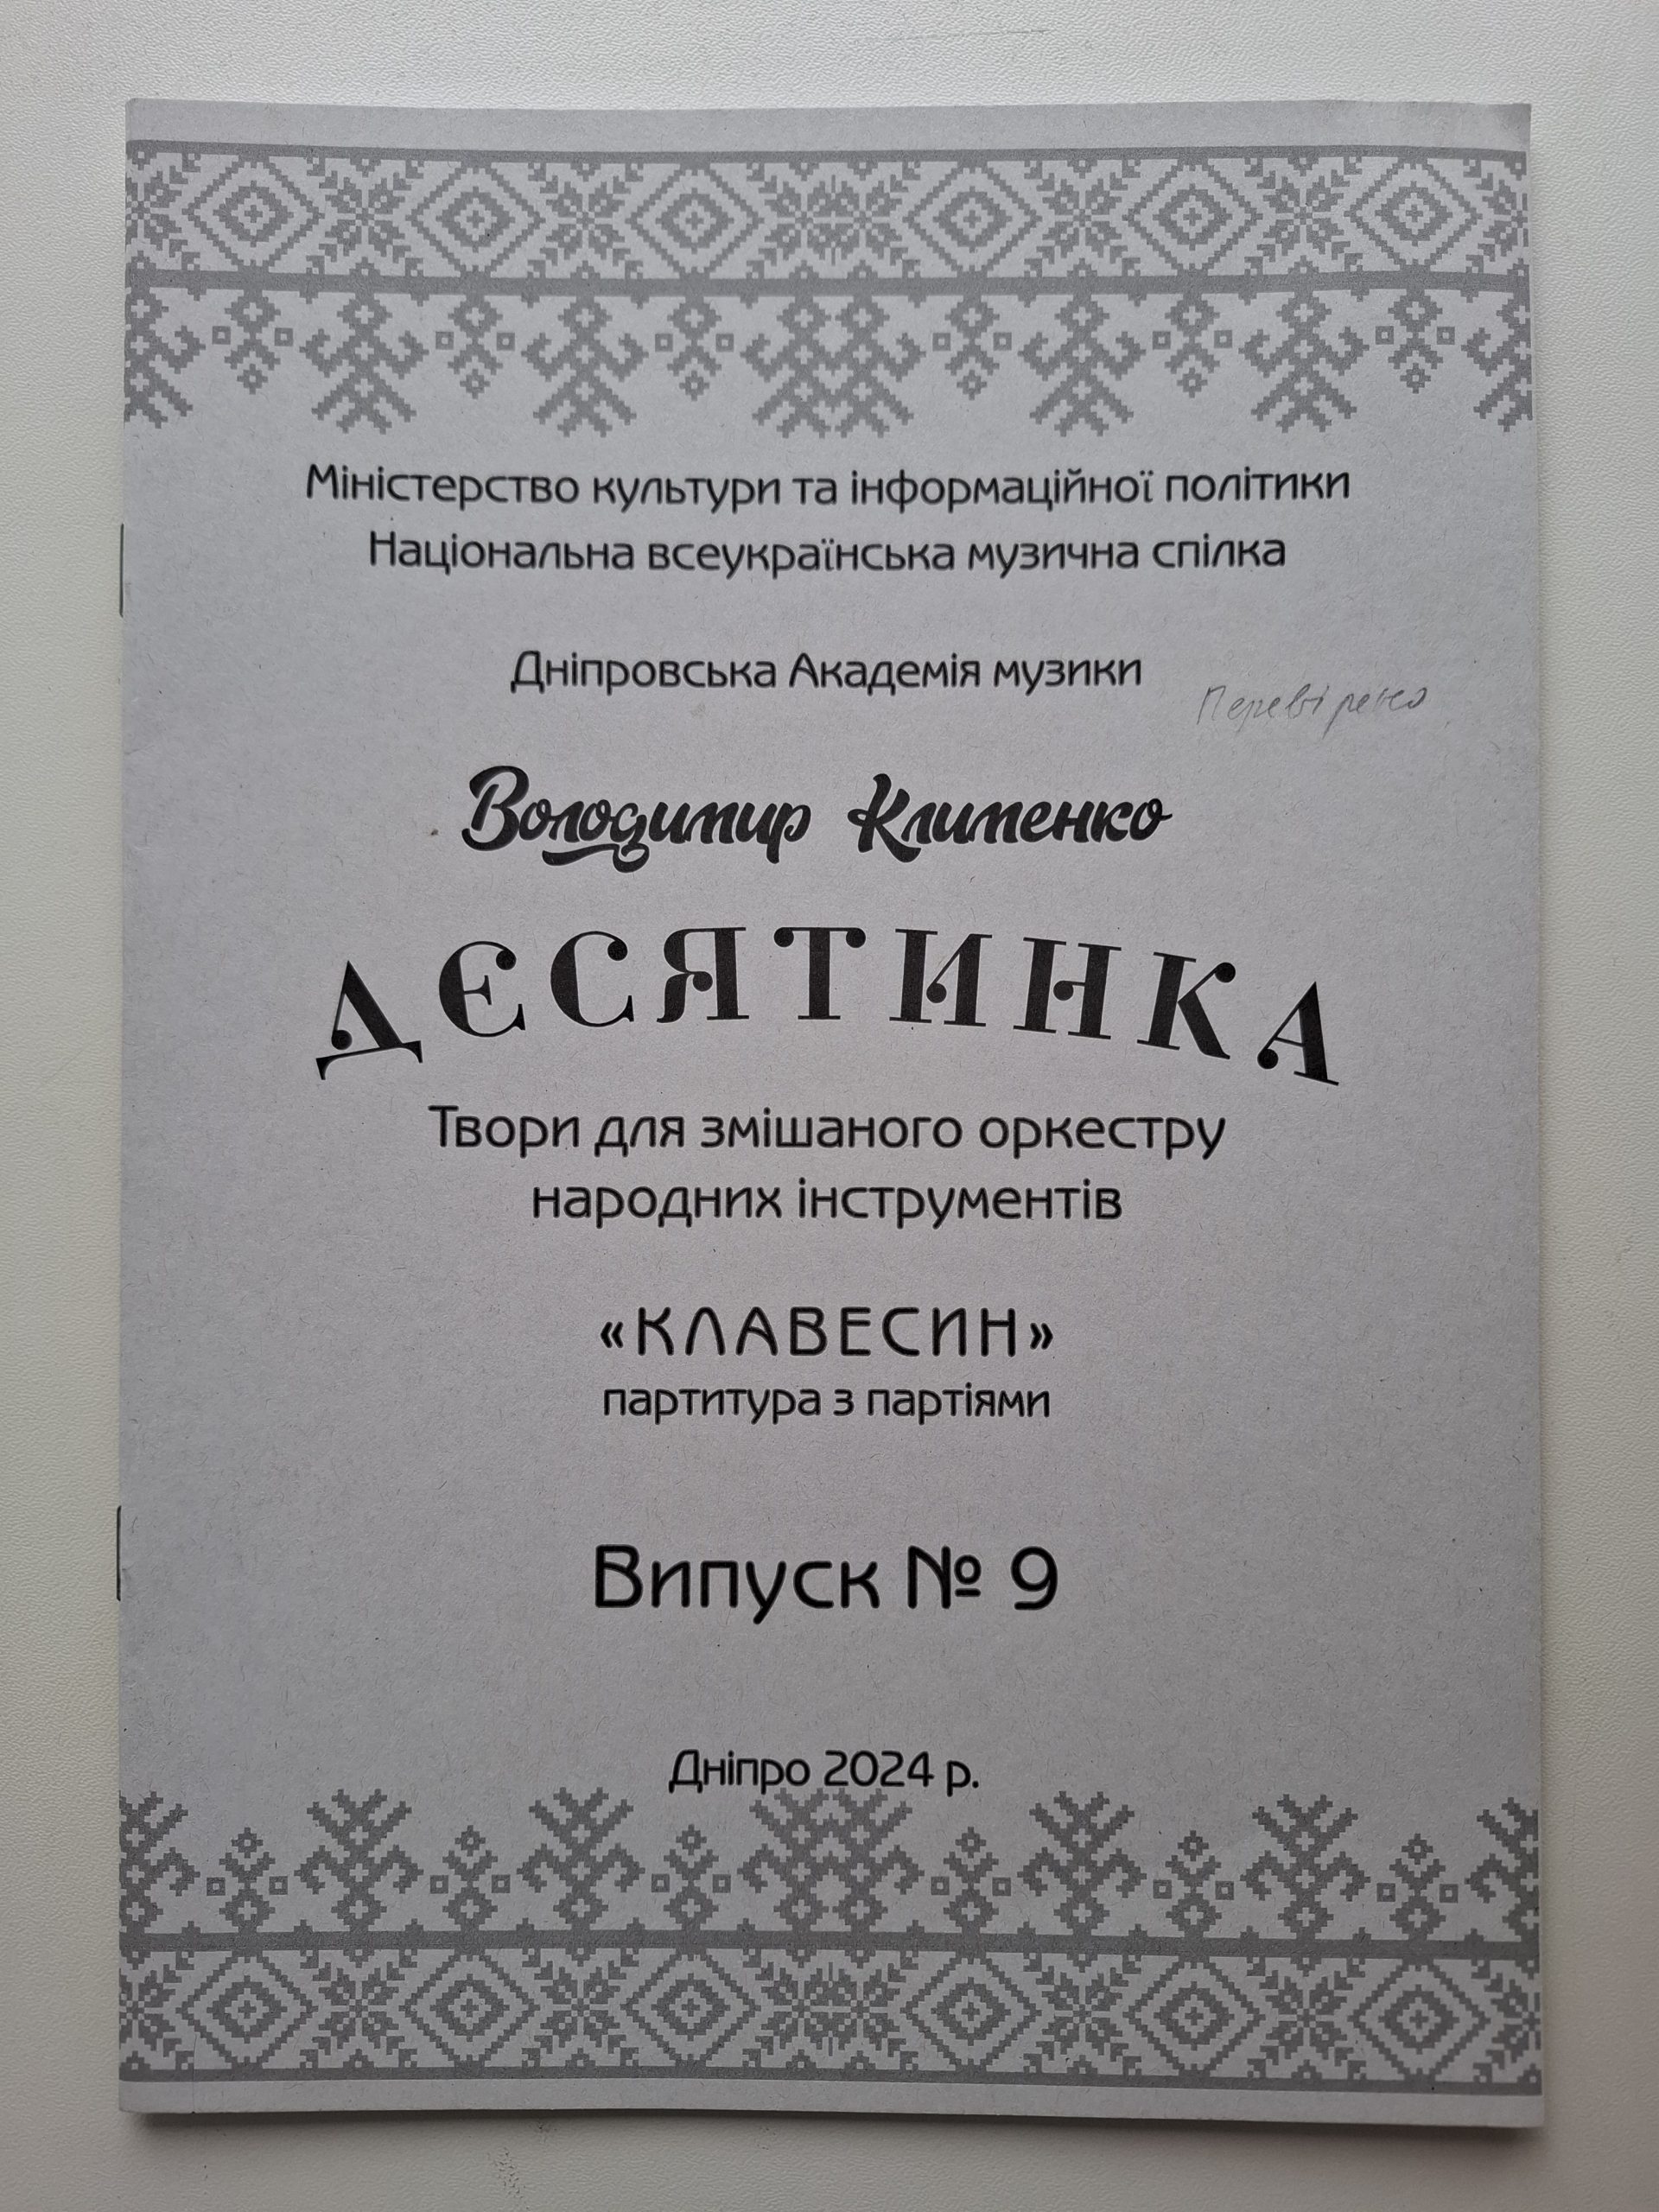 Міністерство культури та інформаційної політики
Національна всеукраїнська музична спілка
Дніпровська Академія музики
Перевірено
Володимир Клименко
ДЄСЯТИНКА
Твори для змішаного оркестру
народних інструментів
«КЛАВЕСИН»
партитура з партіями
Випуск № 9
Дніпро 2024 р.